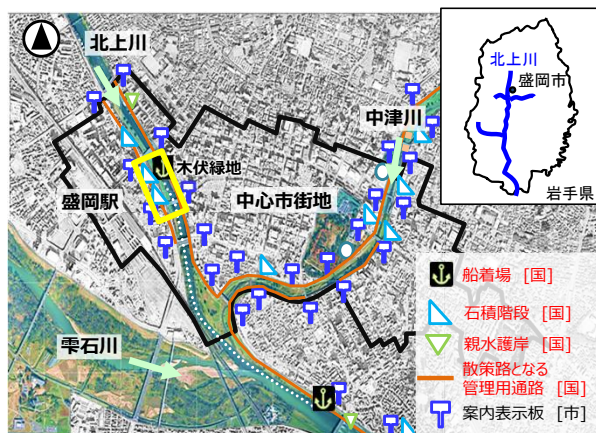 北上川
中津川
木伏緑地
盛岡駅
中心市街地
雫石川
北上川
盛岡市
岩手県
船着場 [国]
石積階段 [国]
親水護岸 [国]
散策路となる
管理用通路 [国]
案内表示板 [市]